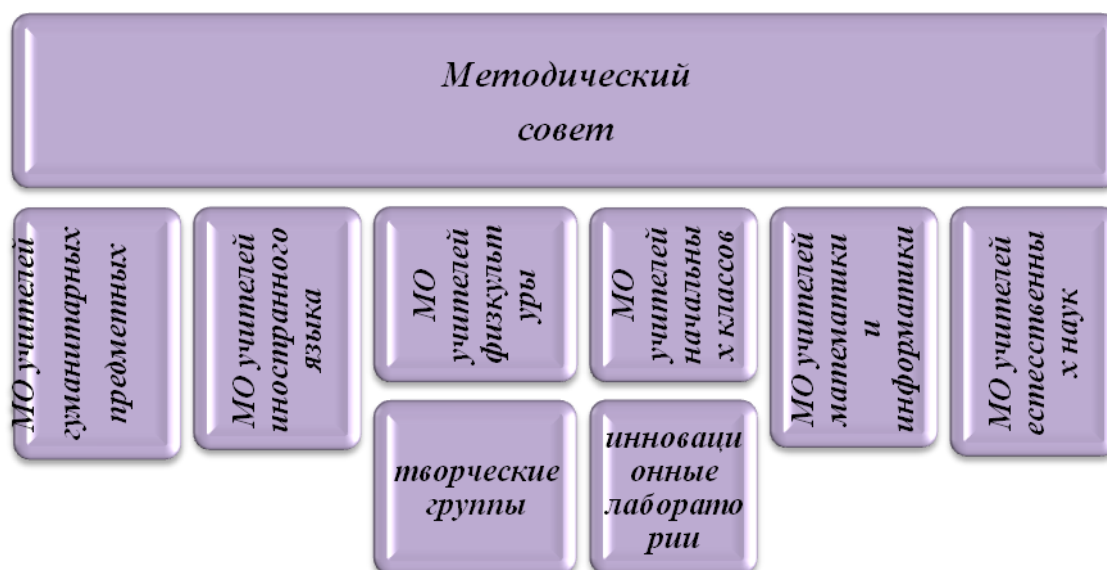 Методический
совет
МО учителей
гуманитарных
предметных
МО учителей
иностранного
языка
МО
учителей
физкульт
уры
МО
учителей
начальны
х классов
МО учителей
математики
и
информатики
МО учителей
естесственны
х наук
творческие
группы
инноваци
онные
лаборато
рии